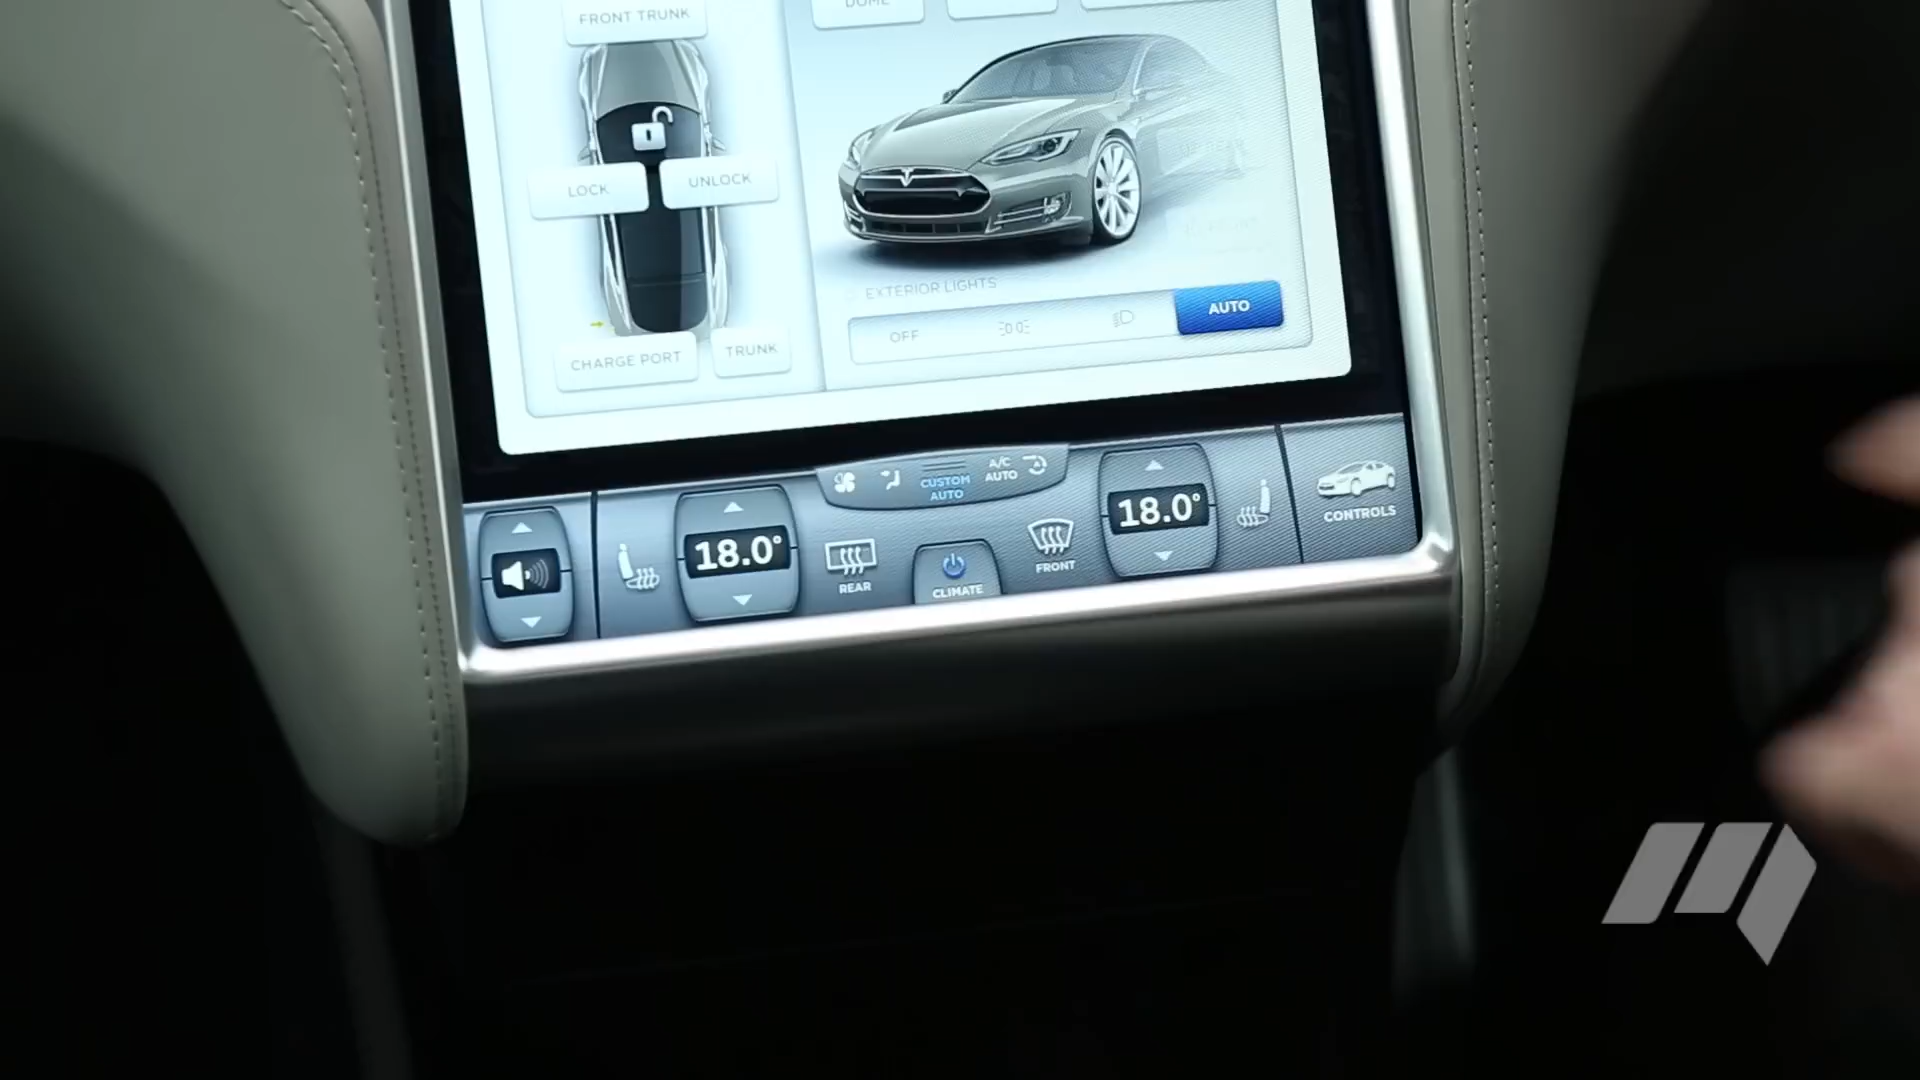 FRONT TRUNK
DOME
LOCK
UNLOCK
EXTERIOR LIGHTS
OFF
AUTO
CHARGE PORT
TRUNK
CUSTOM
AUTO
A/C
AUTO
18.0°
REAR
CLIMATE
FRONT
18.0°
CONTROLS